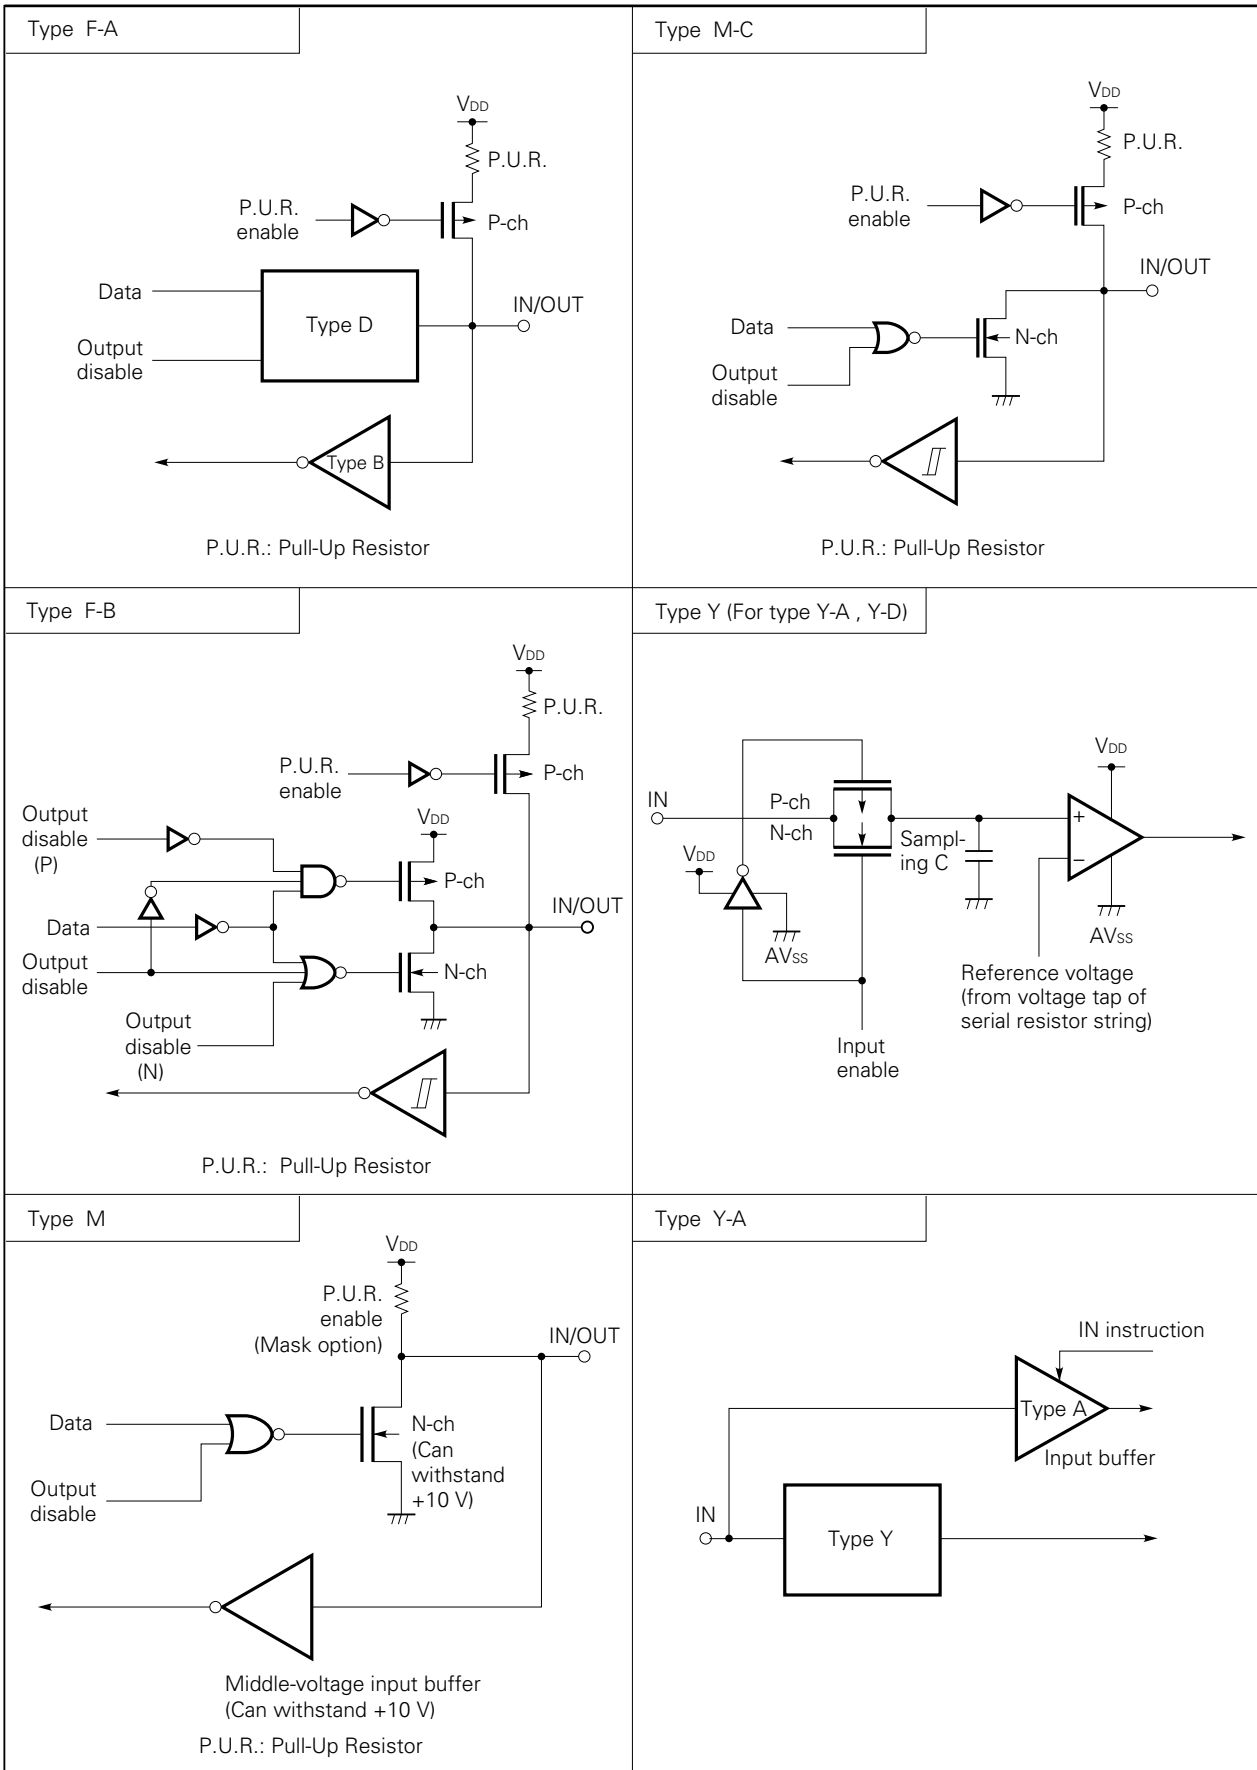 Type F-A
VDD
P.U.R.
P.U.R.
enable
P-ch
Data
Type D
IN/OUT
Output
disable
Type B
P.U.R.: Pull-Up Resistor
Type M-C
VDD
P.U.R.
P.U.R.
enable
P-ch
IN/OUT
Data
N-ch
Output
disable
P.U.R.: Pull-Up Resistor
Type F-B
VDD
P.U.R.
P.U.R.
enable
P-ch
Output
disable
(P)
VDD
P-ch
IN/OUT
Data
Output
disable
N-ch
Output
disable
(N)
P.U.R.: Pull-Up Resistor
Type Y (For type Y-A , Y-D)
VDD
IN
P-ch
N-ch
+
−
VDD
Sampl-
ing C
AVSS
AVSS
Reference voltage
(from voltage tap of
serial resistor string)
Input
enable
Type M
VDD
P.U.R.
enable
(Mask option)
IN/OUT
Data
N-ch
(Can
withstand
+10 V)
Output
disable
Middle-voltage input buffer
(Can withstand +10 V)
P.U.R.: Pull-Up Resistor
Type Y-A
IN instruction
Type A
Input buffer
IN
Type Y